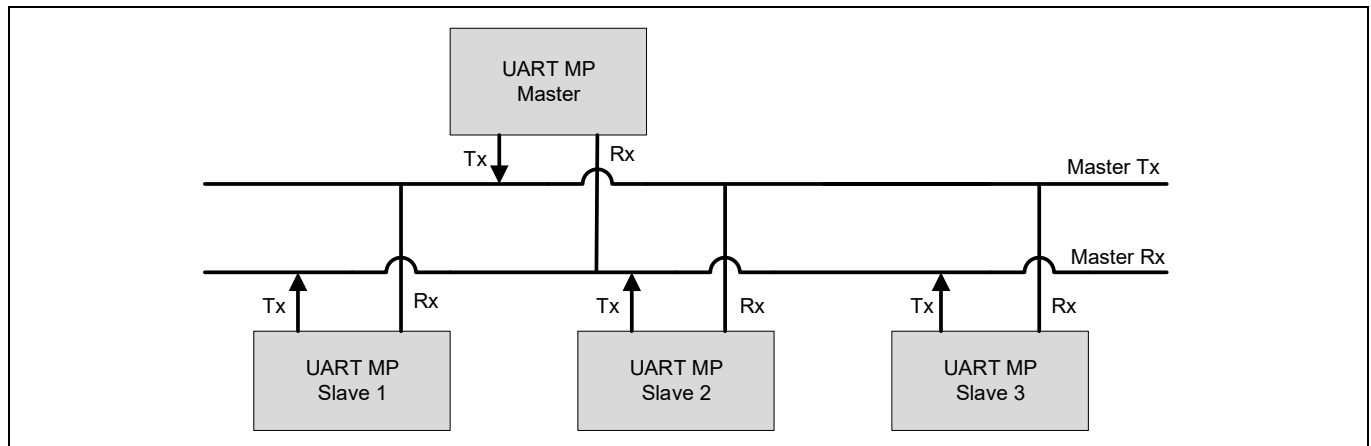 UART MP
Master
Tx
Rx
Master Tx
Master Rx
Tx
Rx
Tx
Rx
Tx
Rx
UART MP
Slave 1
UART MP
Slave 2
UART MP
Slave 3